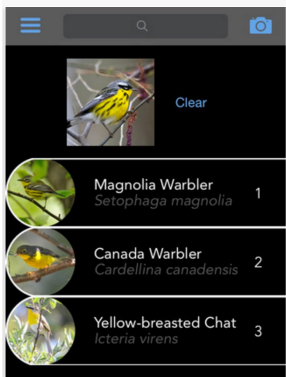 Clear
Magnolia Warbler
Setophaga magnolia
1
Canada Warbler
Cardellina canadensis
2
Yellow-breasted Chat
Icteria virens
3